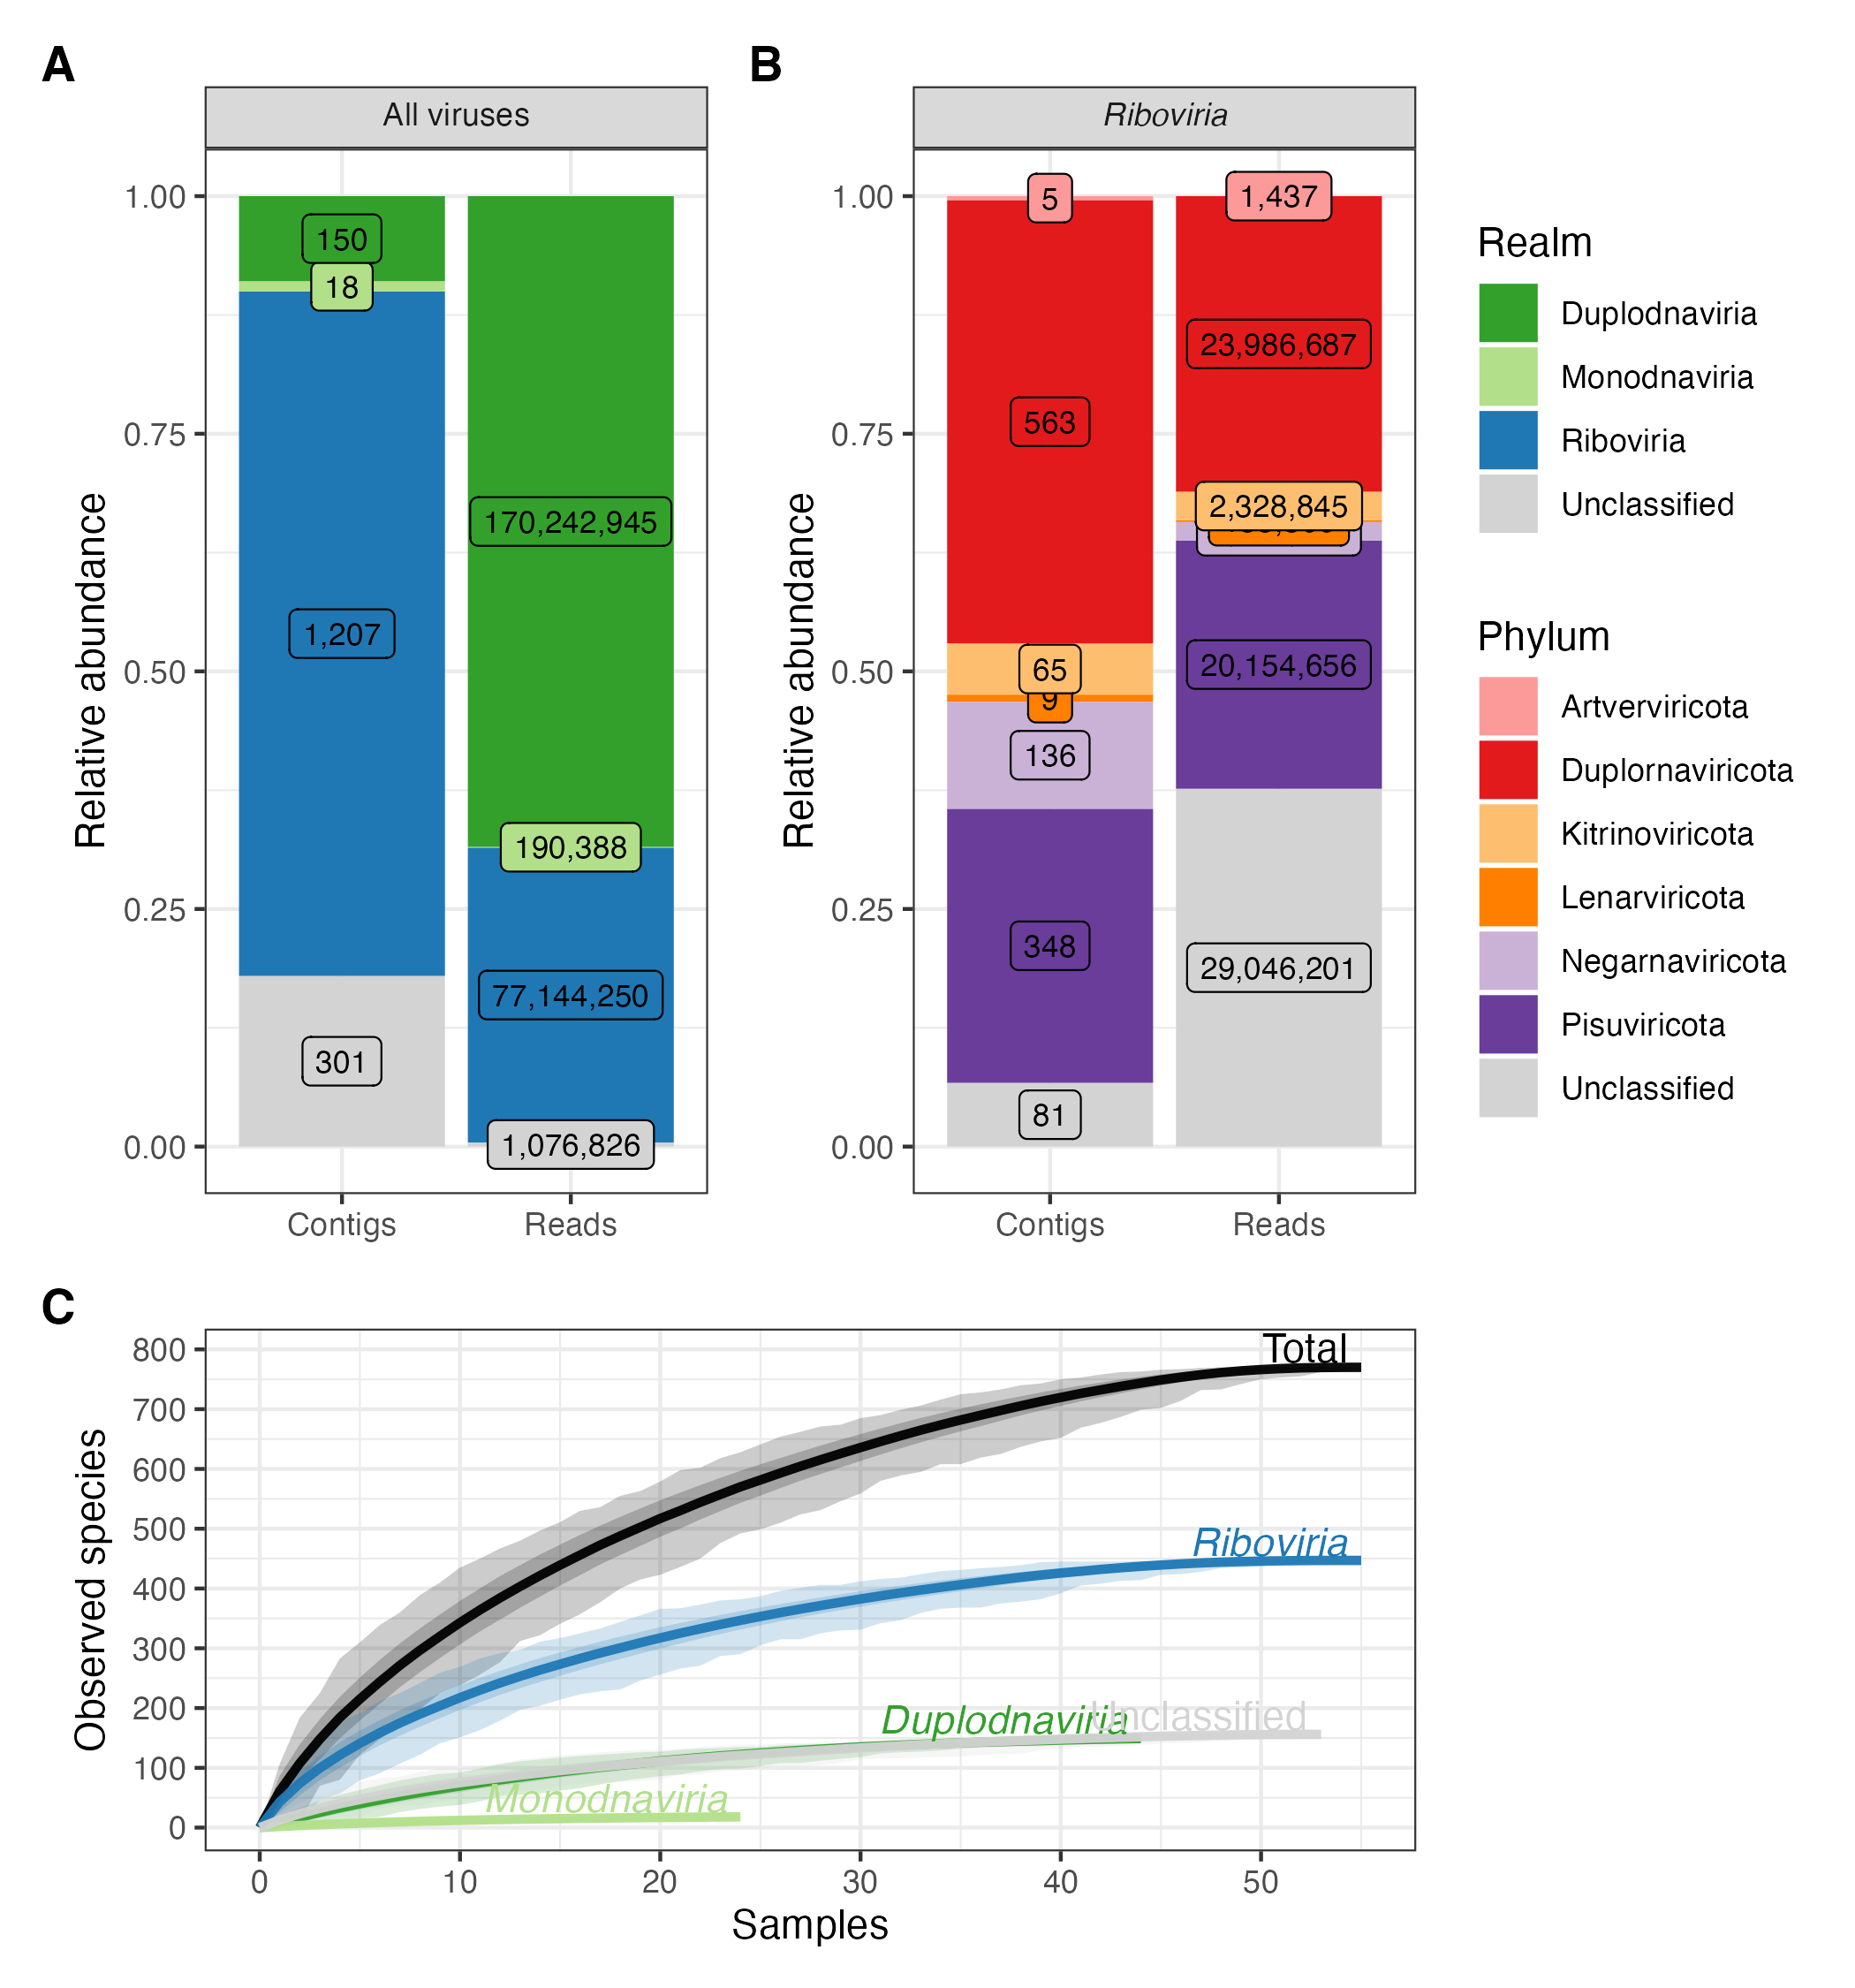 A
All viruses
Relative abundance
1.00
0.75
0.50
0.25
0.00
150
18
1,207
301
170,242,945
190,388
77,144,250
1,076,826
Contigs
Reads
B
Riboviria
Relative abundance
1.00
0.75
0.50
0.25
0.00
5
563
65
9
136
348
81
1,437
23,986,687
2,328,845
20,154,656
29,046,201
Contigs
Reads
Realm
Duplodnaviria
Monodnaviria
Riboviria
Unclassified
Phylum
Artverviricota
Duplornaviricota
Kitrinoviricota
Lenarviricota
Negarnaviricota
Pisuviricota
Unclassified
C
Observed species
800
700
600
500
400
300
200
100
0
Total
Riboviria
Duplodnaviria
Unclassified
Monodnaviria
0
10
20
30
40
50
Samples